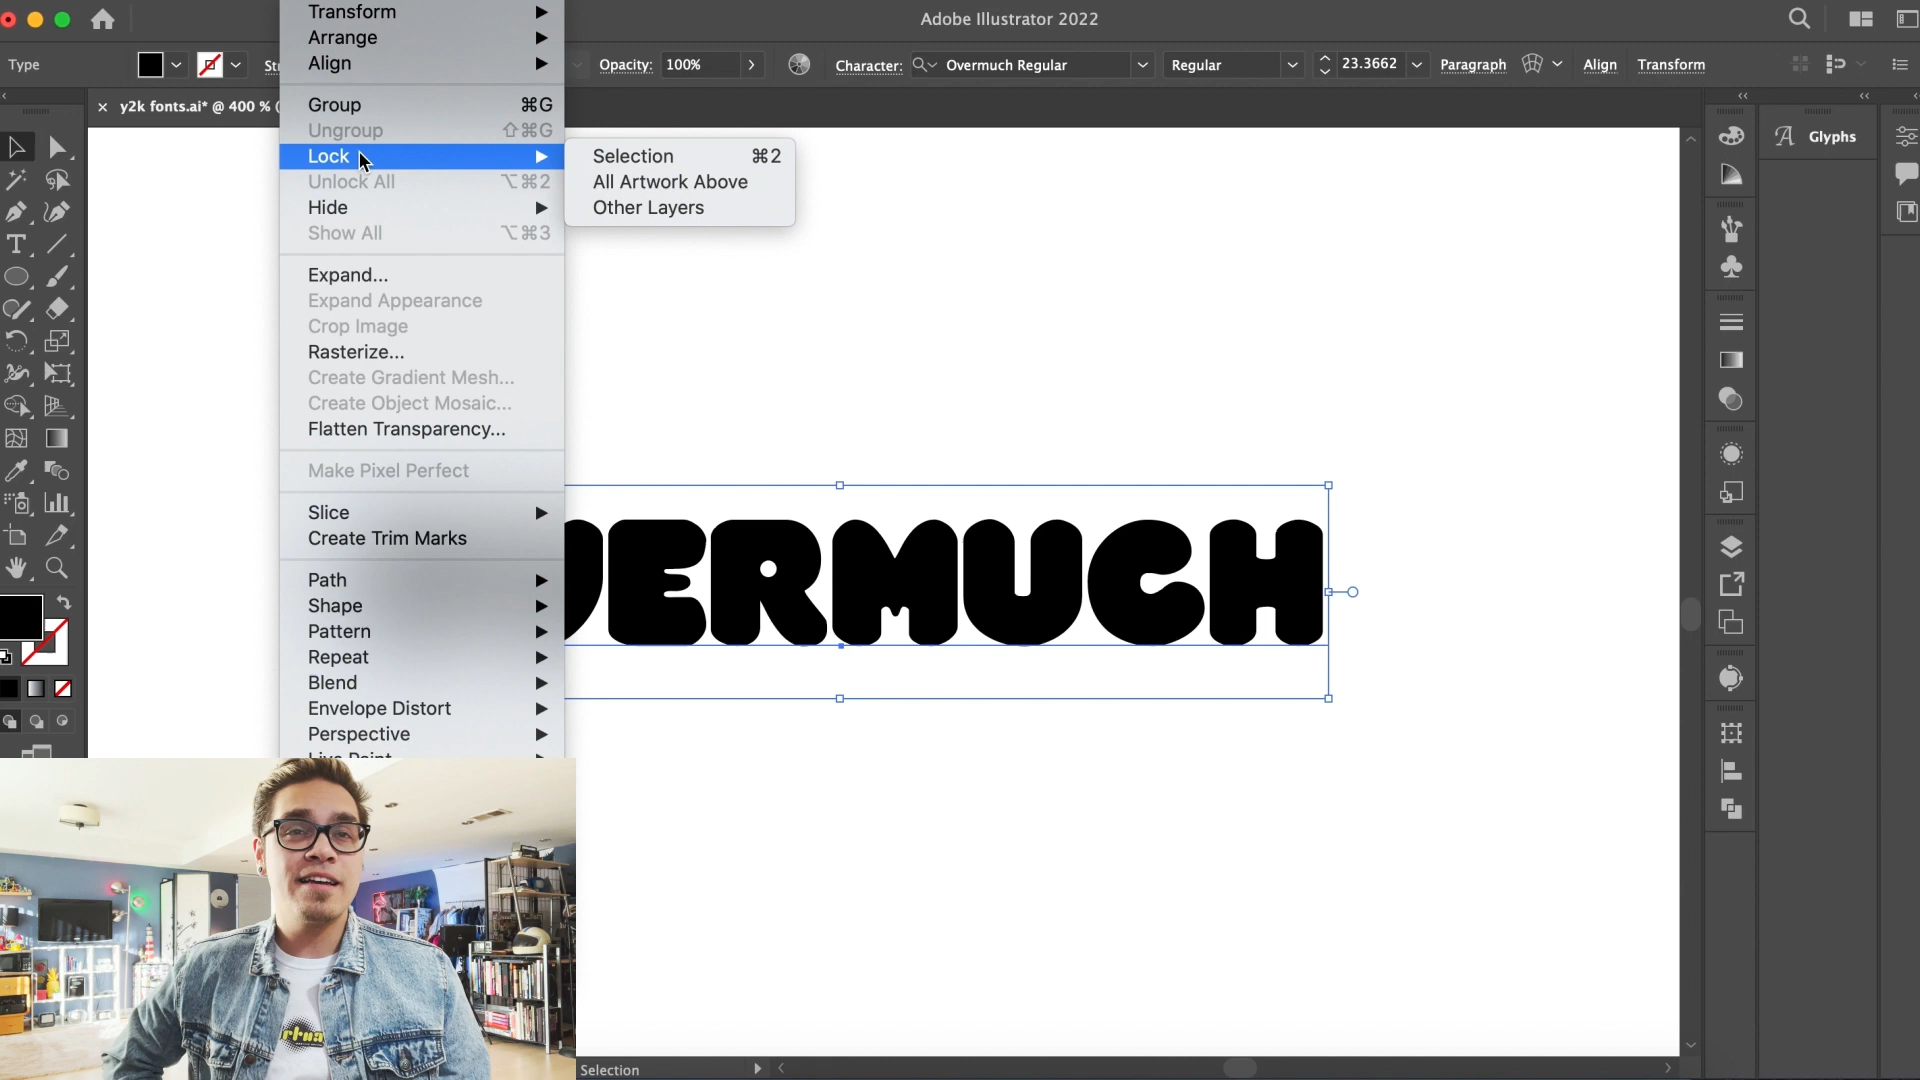 Adobe Illustrator 2022
Type
Opacity:
100%
Character:
Overmuch Regular
Regular
23.3662
Paragraph
Align
Transform
y2k fonts.ai* @ 400 %
Transform
Arrange
Align
Group ⌘G
Ungroup ⇧⌘G
Lock
Unlock All ⌥⌘2
Hide
Show All ⌥⌘3
Expand...
Expand Appearance
Crop Image
Rasterize...
Create Gradient Mesh...
Create Object Mosaic...
Flatten Transparency...
Make Pixel Perfect
Slice
Create Trim Marks
Path
Shape
Pattern
Repeat
Blend
Envelope Distort
Perspective
Selection ⌘2
All Artwork Above
Other Layers
Glyphs
VERMUCH
Selection